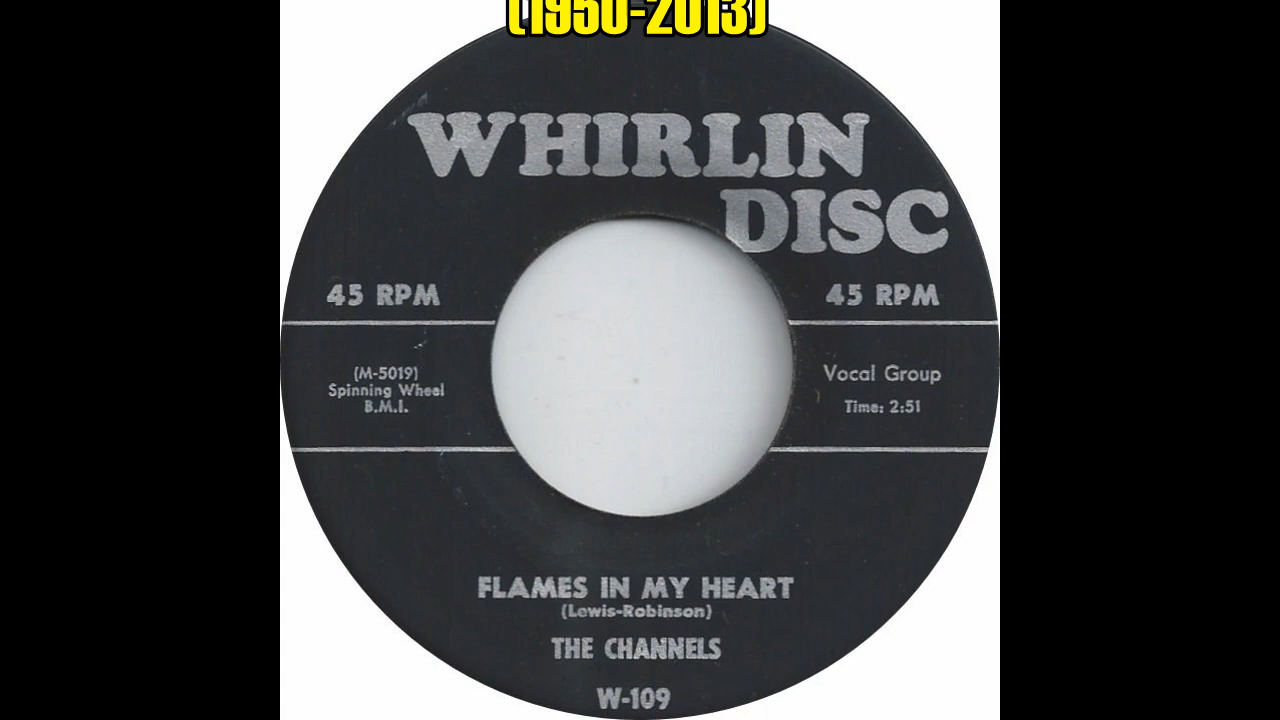 (1950-2013)
WHIRLIN
DISC
45 RPM
45 RPM
(M-5019)
Spinning Wheel
B.M.I.
Vocal Group
Time: 2:51
FLAMES IN MY HEART
(Lewis-Robinson)
THE CHANNELS
W-109